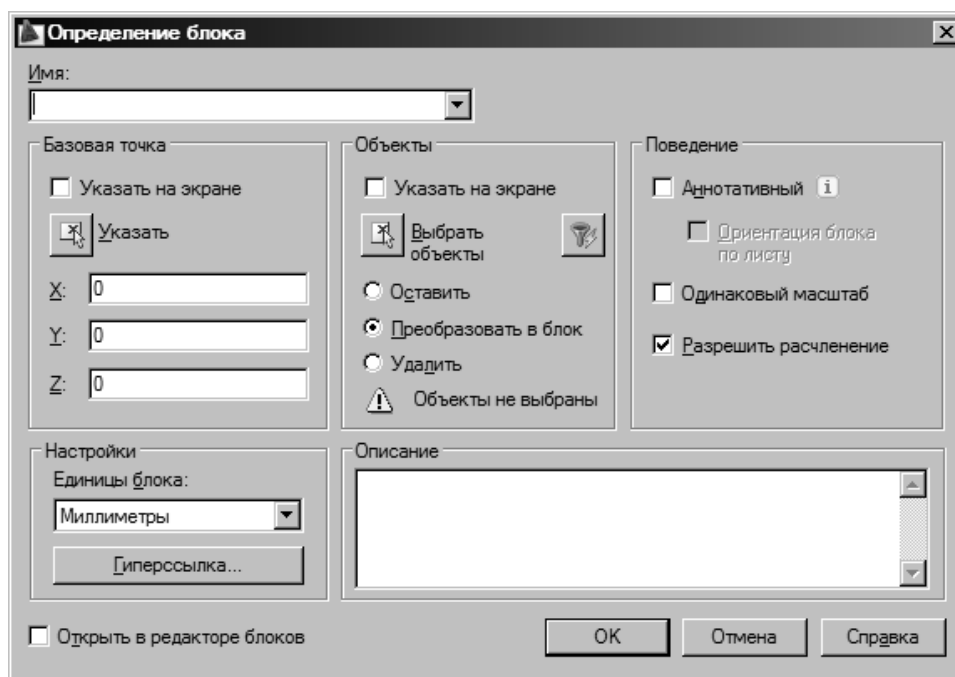 Определение блока
Имя:
Базовая точка
Указать на экране
Указать
X: 0
Y: 0
Z: 0
Объекты
Указать на экране
Выбрать
объекты
Оставить
Преобразовать в блок
Удалить
Объекты не выбраны
Поведение
Аннотативный i
Ориентация блока
по листу
Одинаковый масштаб
Разрешить расчленение
Настройки
Единицы блока:
Миллиметры
Гиперссылка...
Описание
Открыть в редакторе блоков
OK
Отмена
Справка